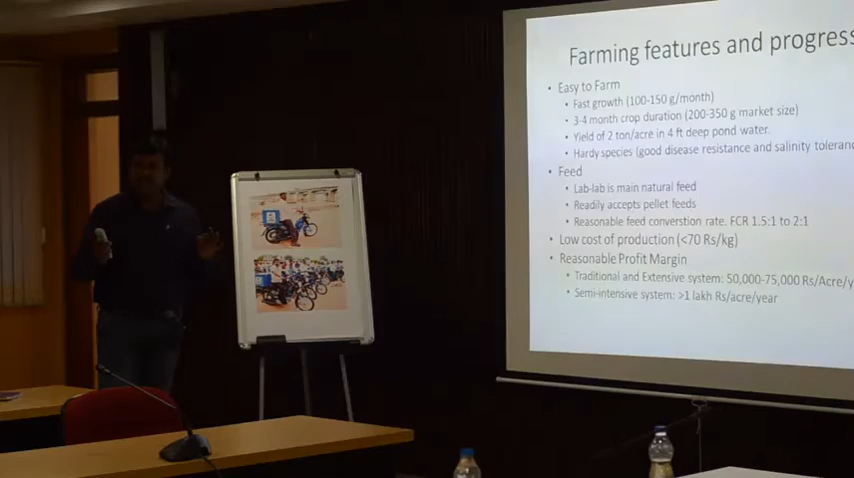 Farming features and progress
• Easy to Farm
• Fast growth (100-150 g/month)
• 3-4 month crop duration (200-350 g market size)
• Yield of 2 ton/acre in 4 ft deep pond water.
• Hardy species (good disease resistance and salinity toleranc
• Feed
• Lab-lab is main natural feed
• Readily accepts pellet feeds
• Reasonable feed converstion rate. FCR 1.5:1 to 2:1
• Low cost of production (<70 Rs/kg)
• Reasonable Profit Margin
• Traditional and Extensive system: 50,000-75,000 Rs/Acre/y
• Semi-intensive system: >1 lakh Rs/acre/year